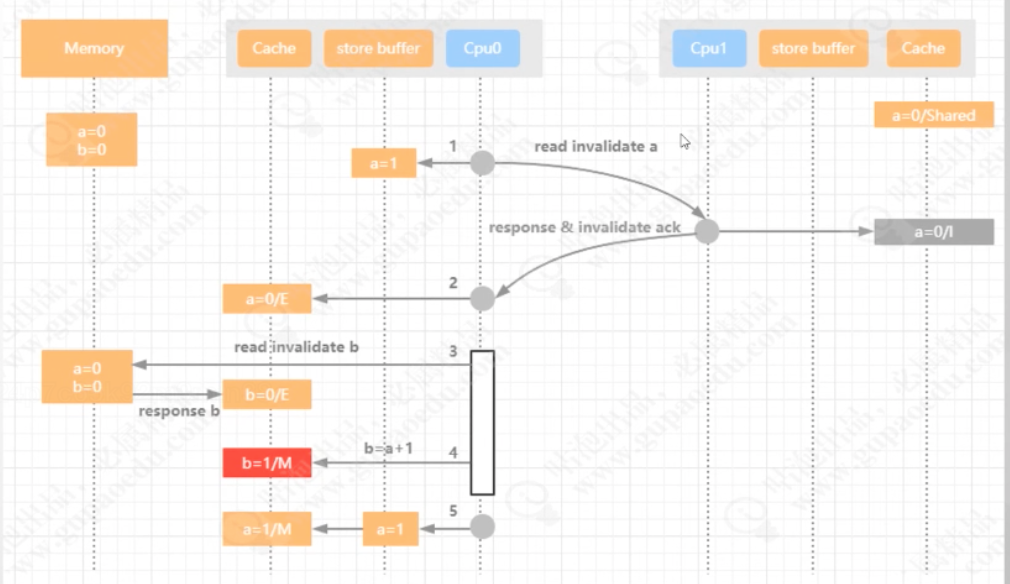 Memory
Cache
store buffer
Cpu0
Cpu1
store buffer
Cache
a=0/Shared
a=0
b=0
1
read invalidate a
a=1
response & invalidate ack
a=0/I
2
a=0/E
read invalidate b
3
a=0
b=0
b=0/E
response b
b=a+1
4
b=1/M
5
a=1/M
a=1